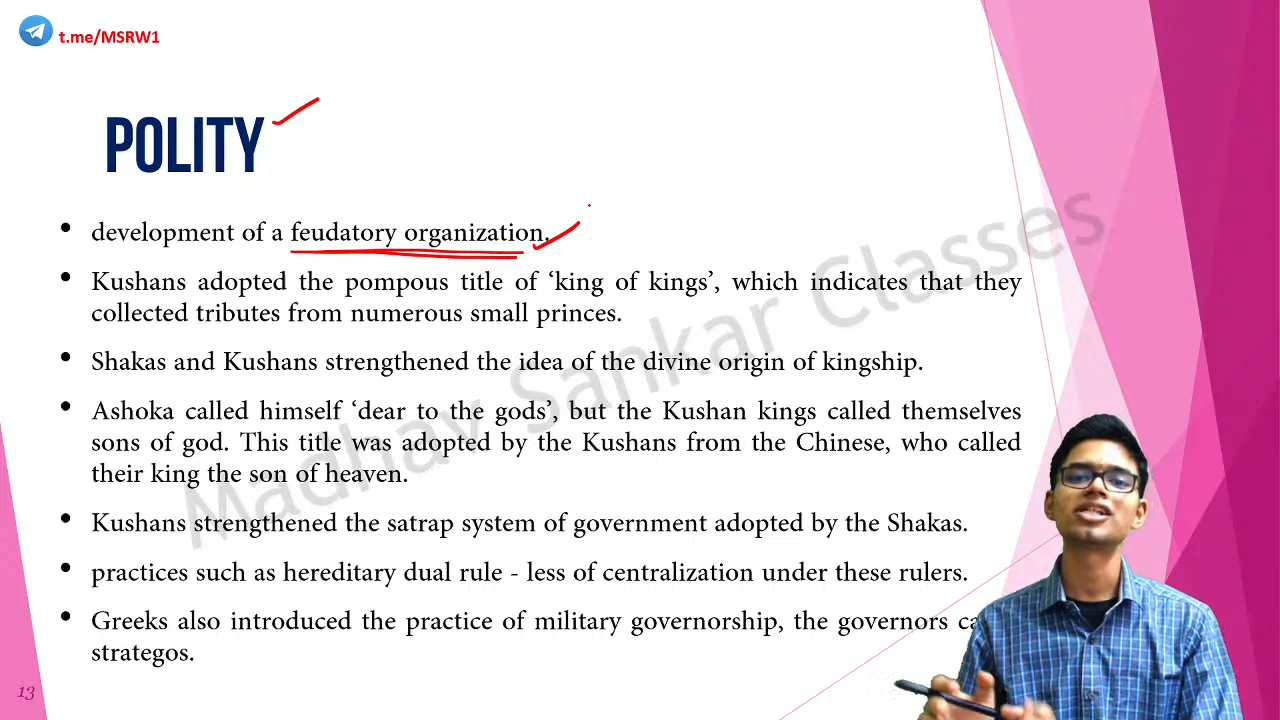 t.me/MSRW1
POLITY
• development of a feudatory organization.
• Kushans adopted the pompous title of ‘king of kings’, which indicates that they
collected tributes from numerous small princes.
• Shakas and Kushans strengthened the idea of the divine origin of kingship.
• Ashoka called himself ‘dear to the gods’, but the Kushan kings called themselves
sons of god. This title was adopted by the Kushans from the Chinese, who called
their king the son of heaven.
• Kushans strengthened the satrap system of government adopted by the Shakas.
• practices such as hereditary dual rule - less of centralization under these rulers.
• Greeks also introduced the practice of military governorship, the governors
strategos.
Madhav Sankar Classes
13